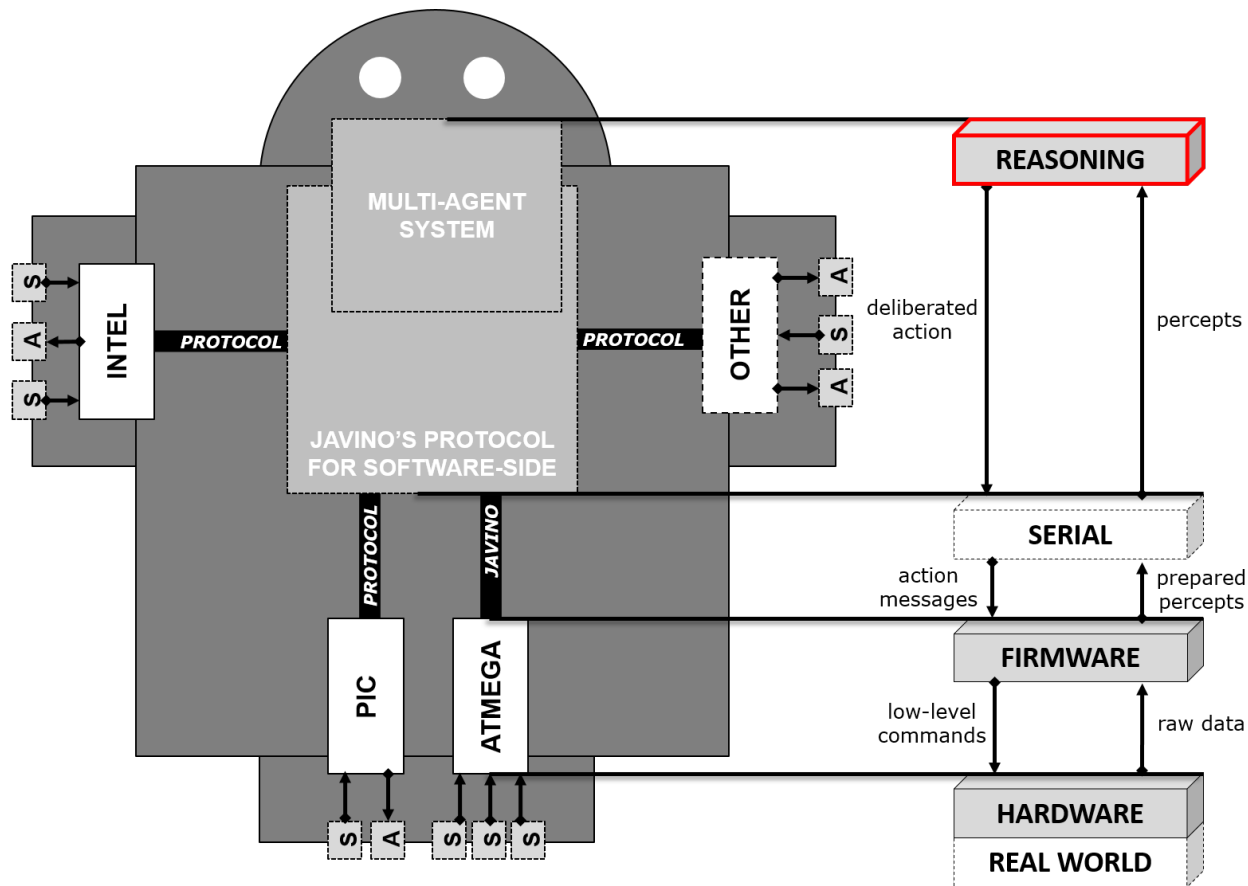 REASONING
MULTI-AGENT
SYSTEM
S
A
S
INTEL
PROTOCOL
PROTOCOL
OTHER
A
S
A
deliberated
action
percepts
JAVINO'S PROTOCOL
FOR SOFTWARE-SIDE
PROTOCOL
JAVINO
SERIAL
action
messages
prepared
percepts
PIC
ATMEGA
FIRMWARE
low-level
commands
raw data
S
A
S
S
S
HARDWARE
REAL WORLD